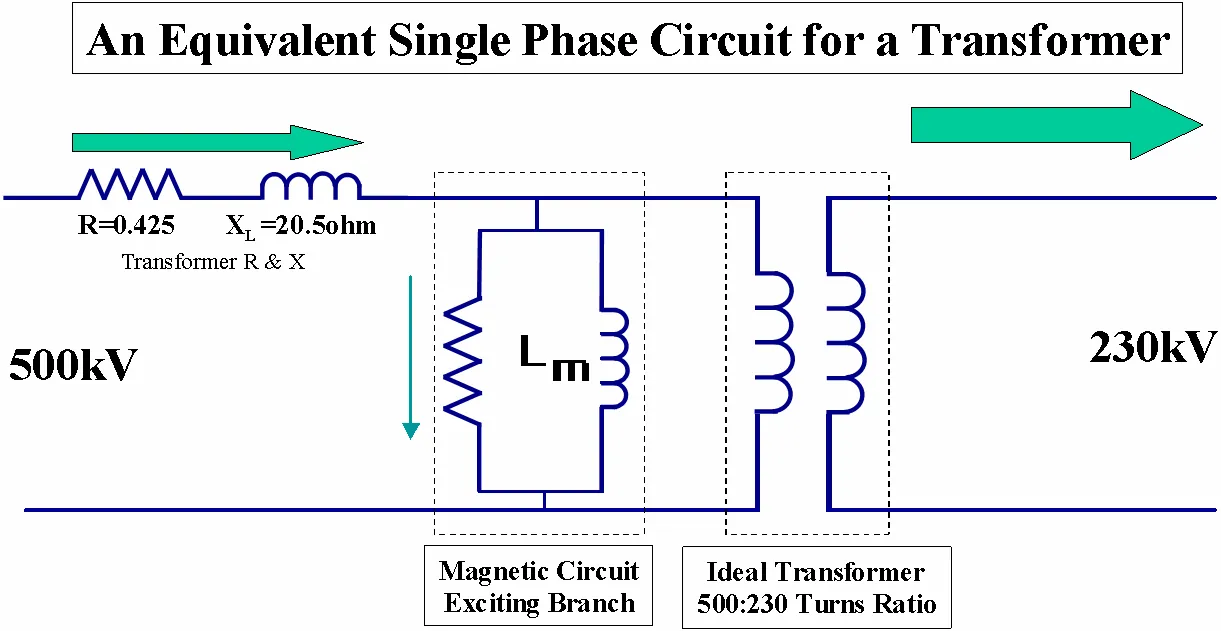 An Equivalent Single Phase Circuit for a Transformer
R=0.425
XL =20.5ohm
Transformer R & X
500kV
Lm
230kV
Magnetic Circuit
Exciting Branch
Ideal Transformer
500:230 Turns Ratio